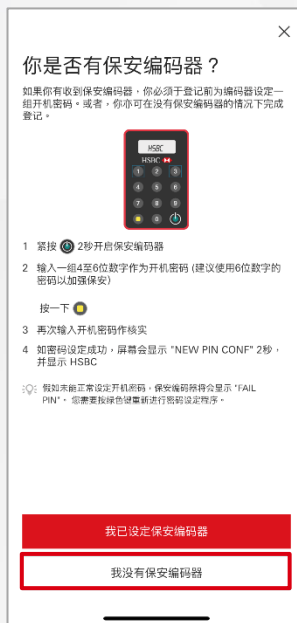 你是否有保安编码器？
如果你有收到保安编码器，你必须于登记前为编码器设定一
组开机密码。或者，你亦可在没有保安编码器的情况下完成
登记。
HSBC
HSBC
1 2 3
4 5 6
7 8 9
0
1 紧按 2秒开启保安编码器
2 输入一组4至6位数字作为开机密码 (建议使用6位数字的
密码以加强保安)
按一下
3 再次输入开机密码作核实
4 如密码设定成功，屏幕会显示 "NEW PIN CONF" 2秒，
并显示 HSBC
假如未能正常设定开机密码，保安编码器将会显示 "FAIL
PIN"， 您需要按绿色键重新进行密码设定程序。
我已设定保安编码器
我没有保安编码器